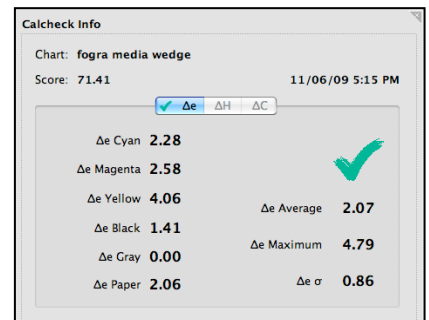 Calcheck Info
Chart: fogra media wedge
Score: 71.41 11/06/09 5:15 PM
Δe ΔH ΔC
Δe Cyan 2.28
Δe Magenta 2.58
Δe Yellow 4.06
Δe Black 1.41
Δe Gray 0.00
Δe Paper 2.06
Δe Average 2.07
Δe Maximum 4.79
Δe σ 0.86